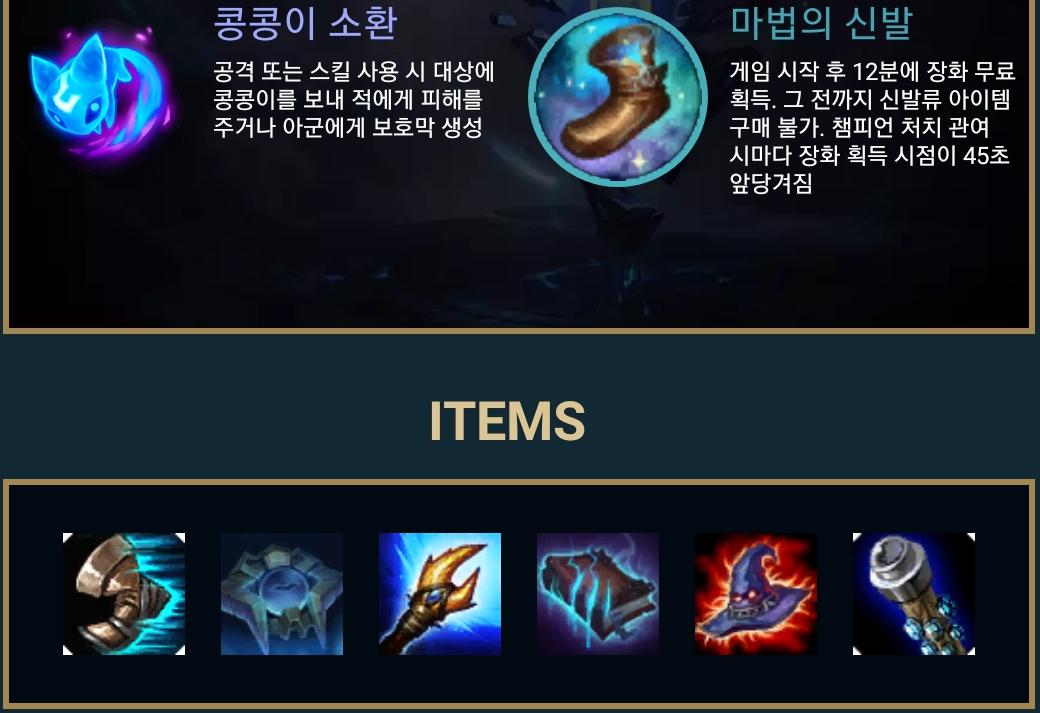 콩콩이 소환
공격 또는 스킬 사용 시 대상에
콩콩이를 보내 적에게 피해를
주거나 아군에게 보호막 생성
마법의 신발
게임 시작 후 12분에 장화 무료
획득. 그 전까지 신발류 아이템
구매 불가. 챔피언 처치 관여
시마다 장화 획득 시점이 45초
앞당겨짐
ITEMS